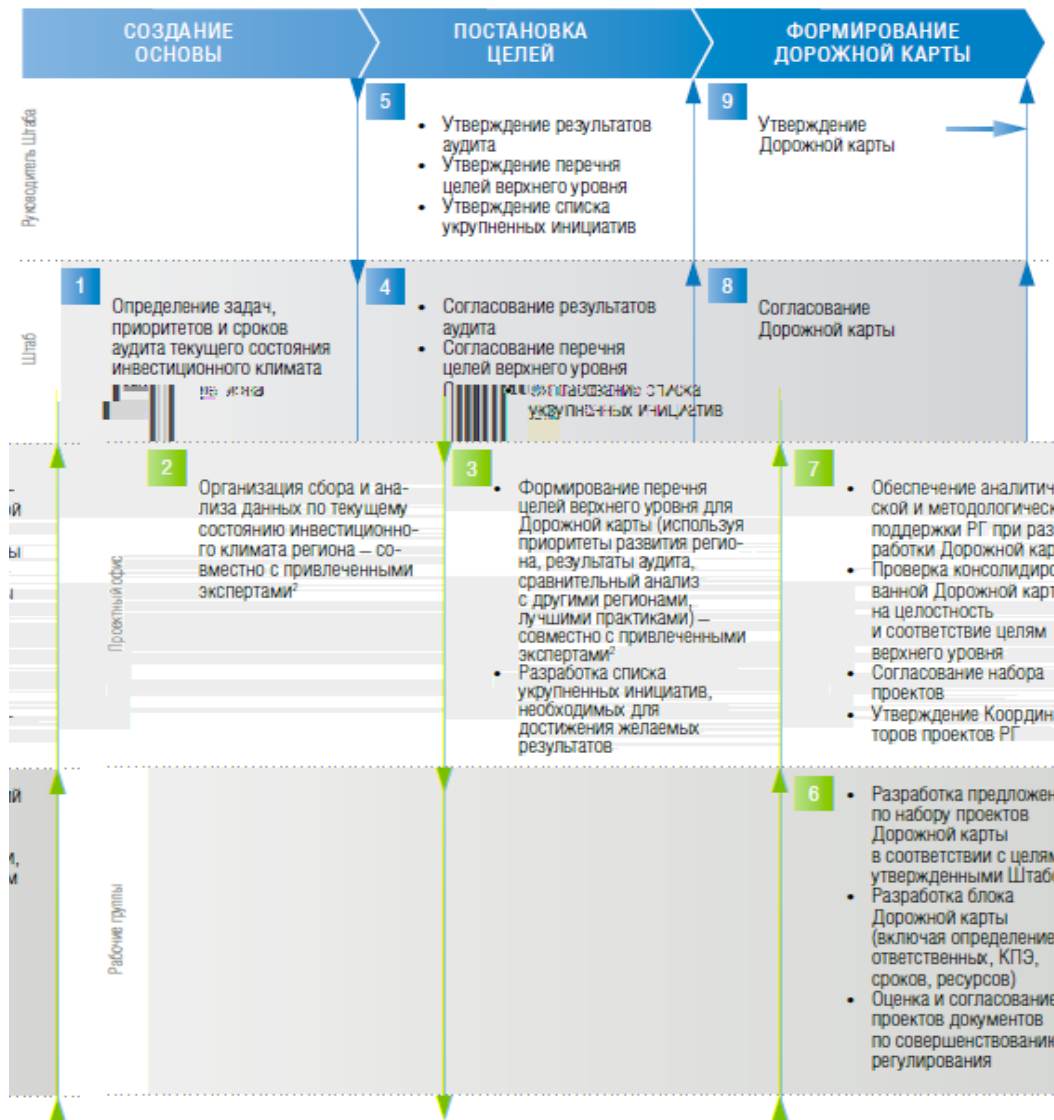 СОЗДАНИЕ
ОСНОВЫ
ПОСТАНОВКА
ЦЕЛЕЙ
ФОРМИРОВАНИЕ
ДОРОЖНОЙ КАРТЫ
Руководитель Штаба
5
• Утверждение результатов
аудита
• Утверждение перечня
целей верхнего уровня
• Утверждение списка
укрупненных инициатив
9
Утверждение
Дорожной карты
Штаб
1
Определение задач,
приоритетов и сроков
аудита текущего состояния
инвестиционного климата
4
• Согласование результатов
аудита
• Согласование перечня
целей верхнего уровня
Согласование списка
укрупненных инициатив
8
Согласование
Дорожной карты
–
й
ы
Проектный офис
2
Организация сбора и ана-
лиза данных по текущему
состоянию инвестиционно-
го климата региона – со-
вместно с привлеченными
экспертами²
3
• Формирование перечня
целей верхнего уровня для
Дорожной карты (используя
приоритеты развития регио-
на, результаты аудита,
сравнительный анализ
с другими регионами,
лучшими практиками) –
совместно с привлеченными
экспертами²
• Разработка списка
укрупненных инициатив,
необходимых для
достижения желаемых
результатов
7
• Обеспечение аналитич
ской и методологическ
поддержки РГ при раз
работки Дорожной кар
• Проверка консолидиро
ванной Дорожной карт
на целостность
и соответствие целям
верхнего уровня
• Согласование набора
проектов
• Утверждение Координ
торов проектов РГ
ий
и,
м
Рабочие группы
6
• Разработка предложен
по набору проектов
Дорожной карты
в соответствии с целям
утвержденными Штаб
• Разработка блока
Дорожной карты
(включая определение
ответственных, КПЭ,
сроков, ресурсов)
• Оценка и согласование
проектов документов
по совершенствованию
регулирования